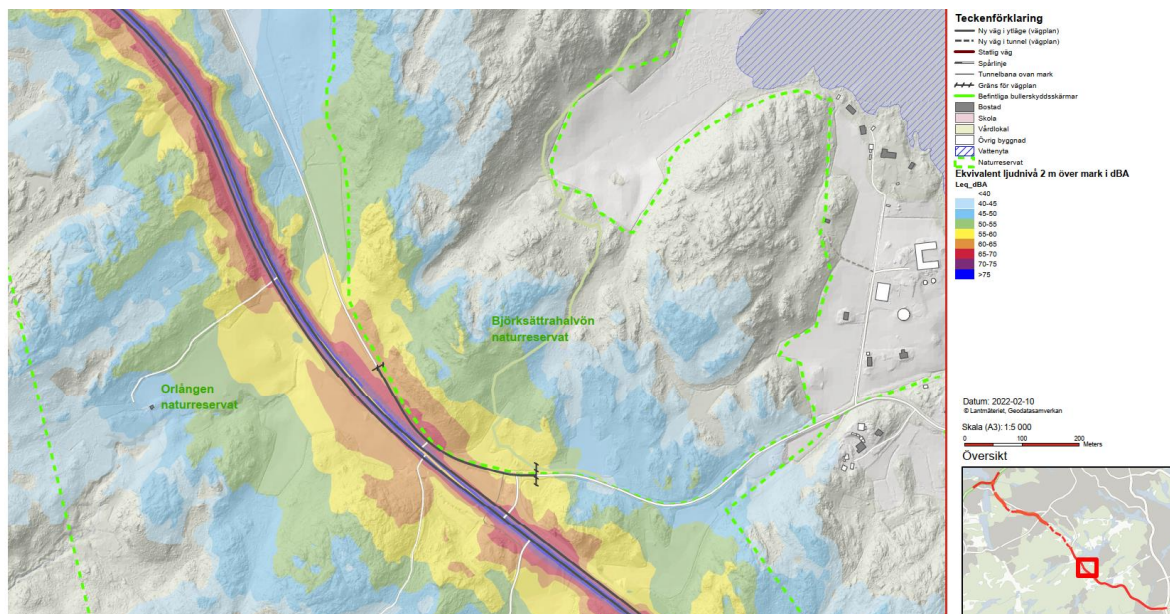 Björksättrahalvön
naturreservat
Orlången
naturreservat
Teckenförklaring
Ny väg i ytläge (vägplan)
Ny väg i tunnel (vägplan)
Statlig väg
Spårlinje
Tunnelbana ovan mark
Gräns för vägplan
Befintliga bullerskyddsskärmar
Bostad
Skola
Vårdlokal
Övrig byggnad
Vattenyta
Naturreservat
Ekvivalent ljudnivå 2 m över mark i dBA
Leq_dBA
<40
40-45
45-50
50-55
55-60
60-65
65-70
70-75
>75
Datum: 2022-02-10
© Lantmäteriet, Geodatasamverkan
Skala (A3): 1:5 000
0 100 200
Meters
Översikt